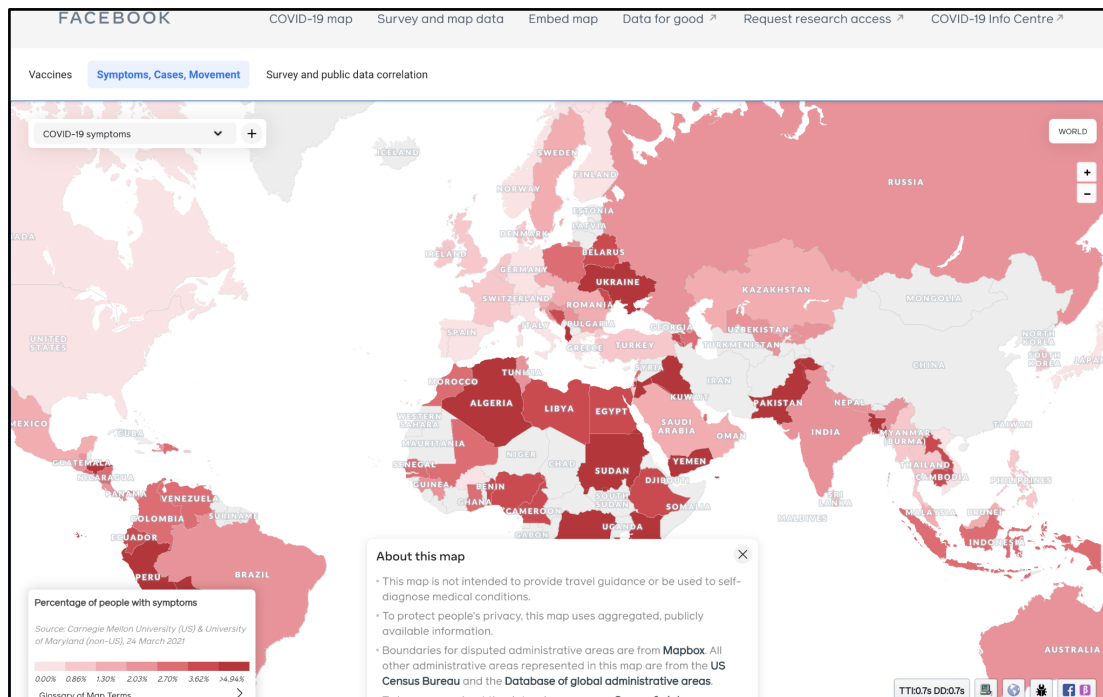 FACEBOOK
COVID-19 map Survey and map data Embed map Data for good ↗ Request research access ↗ COVID-19 Info Centre ↗
Vaccines Symptoms, Cases, Movement Survey and public data correlation
COVID-19 symptoms +
WORLD
+
−
ICELAND
SWEDEN
FINLAND
NORWAY
RUSSIA
ESTONIA
LATVIA
DENMARK
ADA
IRELAND
BELARUS
GERMANY
UKRAINE
KAZAKHSTAN
SWITZERLAND
ROMANIA
MONGOLIA
ITALY
BULGARIA
SPAIN
GEORGIA
UZBEKISTAN
UNITED
STATES
GREECE
TURKEY
TURKMENISTAN
NORTH
KOREA
SOUTH
KOREA
JAPA
CHINA
TUNISIA
SYRIA
IRAN
MOROCCO
ALGERIA
LIBYA
EGYPT
KUWAIT
PAKISTAN
NEPAL
WESTERN
SAHARA
SAUDI
ARABIA
OMAN
INDIA
MYANMAR
(BURMA)
TAIWAN
MEXICO
CUBA
MAURITANIA
NIGER
CHAD
SUDAN
YEMEN
THAILAND
CAMBODIA
PHILIPPINES
GUATEMALA
NICARAGUA
PANAMA
VENEZUELA
SENEGAL
GUINEA
BENIN
GHANA
CAMEROON
SOUTH
SUDAN
DJIBOUTI
SOMALIA
SRI
LANKA
MALDIVES
MALAYSIA
BRUNEI
COLOMBIA
SURINAME
GABON
UGANDA
ECUADOR
INDONESIA
PERU
BRAZIL
AUSTRALIA
About this map
• This map is not intended to provide travel guidance or be used to self-
diagnose medical conditions.
• To protect people's privacy, this map uses aggregated, publicly
available information.
• Boundaries for disputed administrative areas are from Mapbox. All
other administrative areas represented in this map are from the US
Census Bureau and the Database of global administrative areas.
Percentage of people with symptoms
Source: Carnegie Mellon University (US) & University
of Maryland (non-US), 24 March 2021
0.00% 0.86% 1.30% 2.03% 2.70% 3.62% >4.94%
Glossary of Map Terms
TTI:0.7s DD:0.7s